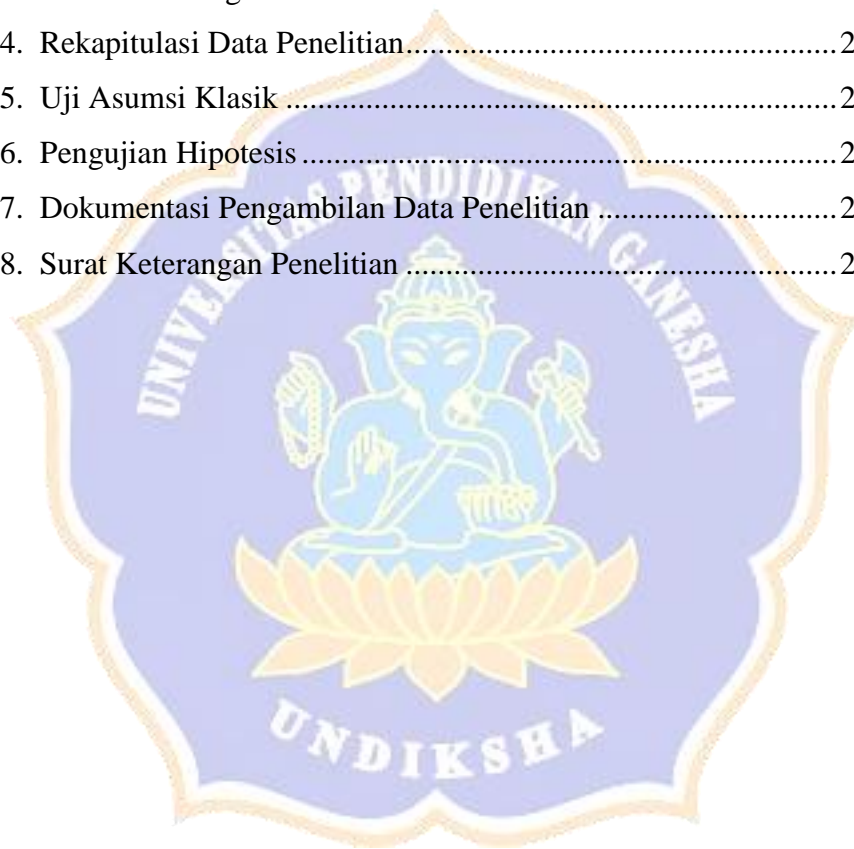 4. Rekapitulasi Data Penelitian....................................................2
5. Uji Asumsi Klasik....................................................................2
6. Pengujian Hipotesis..................................................................2
7. Dokumentasi Pengambilan Data Penelitian..............................2
8. Surat Keterangan Penelitian.....................................................2
UNIVERSITAS PENDIDIKAN GANESHA
UNDIKSHA